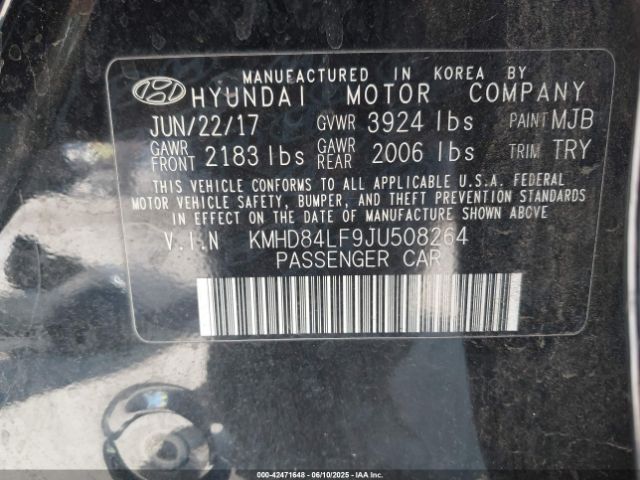 MANUFACTURED IN KOREA BY
HYUNDAI MOTOR COMPANY
JUN/22/17 GVWR 3924 lbs PAINT MJB
GAWR FRONT 2183 lbs GAWR REAR 2006 lbs TRIM TRY
THIS VEHICLE CONFORMS TO ALL APPLICABLE U.S.A. FEDERAL
MOTOR VEHICLE SAFETY, BUMPER, AND THEFT PREVENTION STANDARDS
IN EFFECT ON THE DATE OF MANUFACTURE SHOWN ABOVE
V.I.N KMHD84LF9JU508264
PASSENGER CAR
000-42471648 - 06/10/2025 - IAAI.COM